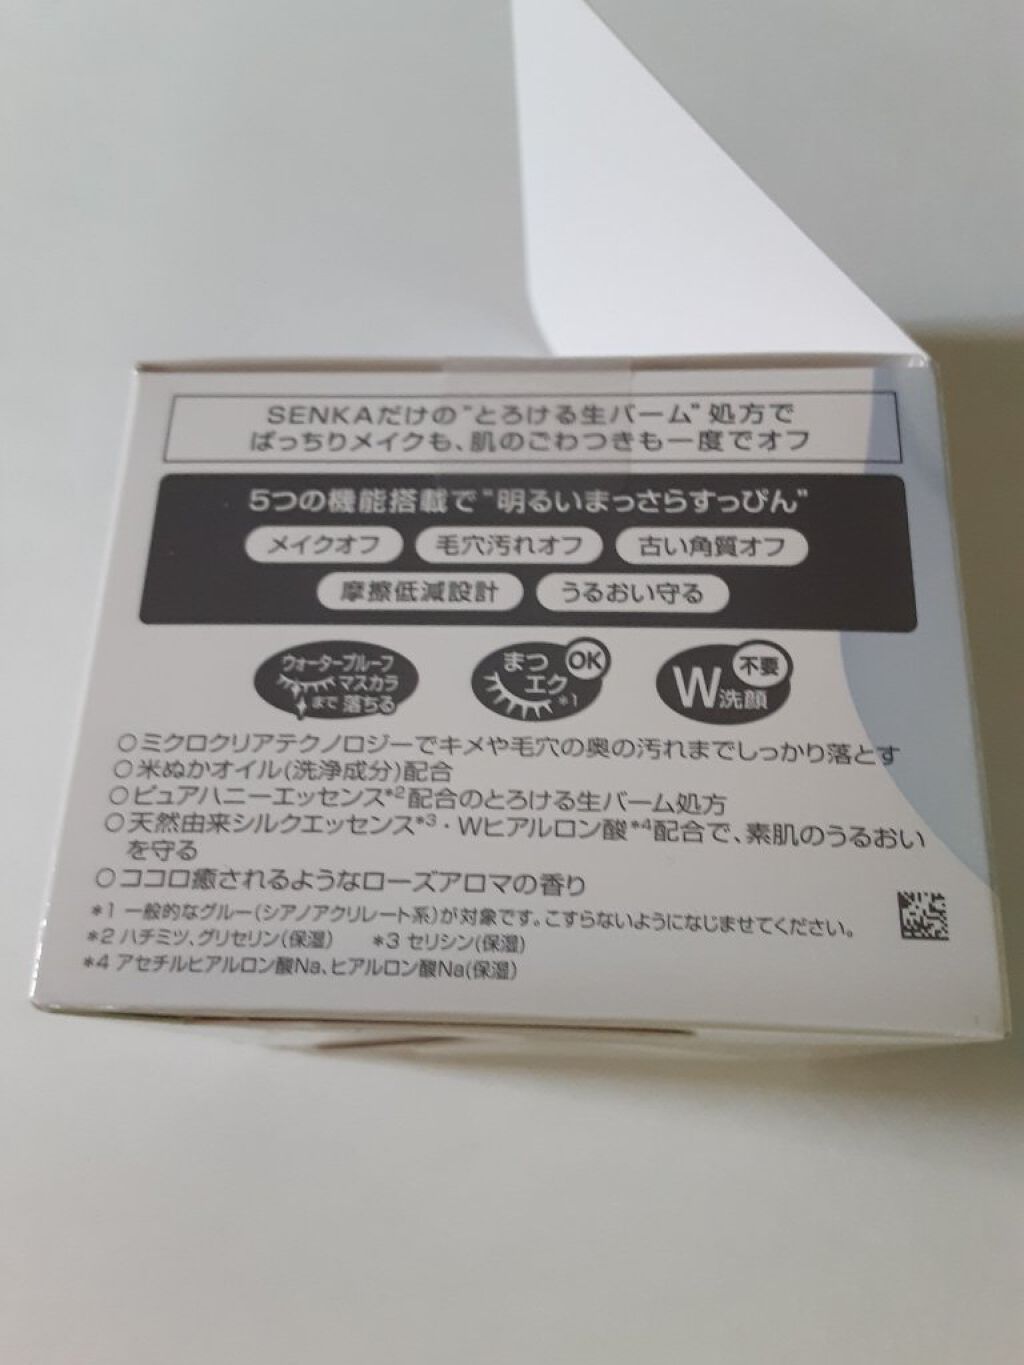 SENKAだけの"とろける生バーム"処方で
ばっちりメイクも、肌のごわつきも一度でオフ
5つの機能搭載で"明るいまっさらすっぴん"
メイクオフ 毛穴汚れオフ 古い角質オフ
摩擦低減設計 うるおい守る
ウォータープルーフ
マスカラ
まで 落ちる
まつ OK
エク*1
不要
W洗顔
○ミクロクリアテクノロジーでキメや毛穴の奥の汚れまでしっかり落とす
○米ぬかオイル(洗浄成分)配合
○ピュアハニーエッセンス*2配合のとろける生バーム処方
○天然由来シルクエッセンス*3・Wヒアルロン酸*4配合で、素肌のうるおい
を守る
○ココロ癒されるようなローズアロマの香り
*1 一般的なグルー(シアノアクリレート系)が対象です。こすらないようになじませてください。
*2 ハチミツ、グリセリン(保湿) *3 セリシン(保湿)
*4 アセチルヒアルロン酸Na、ヒアルロン酸Na(保湿)